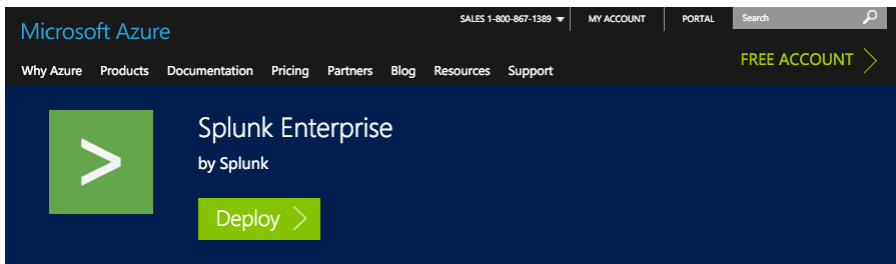 Microsoft Azure
SALES 1-800-867-1389
MY ACCOUNT
PORTAL
Search
Why Azure Products Documentation Pricing Partners Blog Resources Support
FREE ACCOUNT >
>
Splunk Enterprise
by Splunk
Deploy >